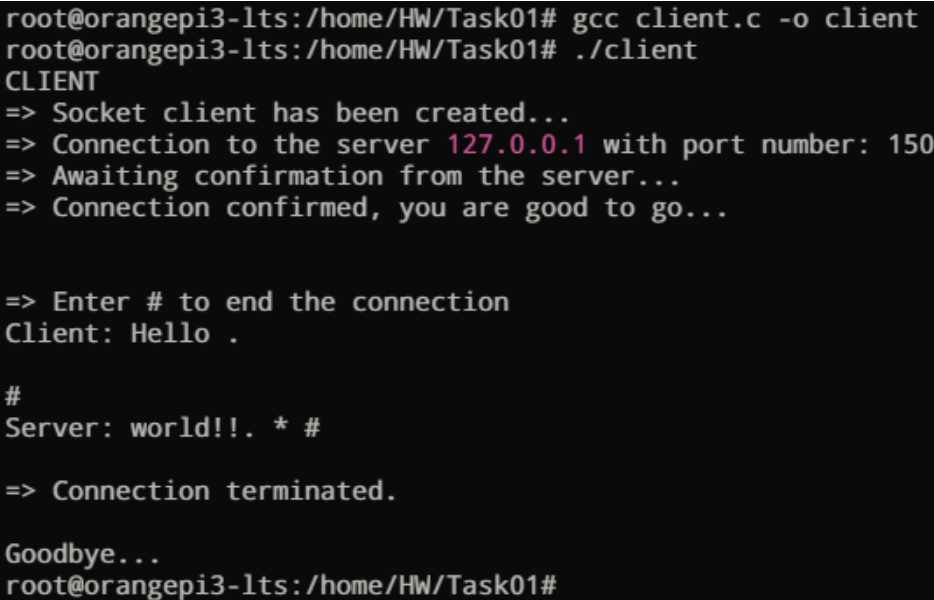 root@orangepi3-lts:/home/HW/Task01# gcc client.c -o client
root@orangepi3-lts:/home/HW/Task01# ./client
CLIENT
=> Socket client has been created...
=> Connection to the server 127.0.0.1 with port number: 150
=> Awaiting confirmation from the server...
=> Connection confirmed, you are good to go...
=> Enter # to end the connection
Client: Hello .
#
Server: world!!. * #
=> Connection terminated.
Goodbye...
root@orangepi3-lts:/home/HW/Task01#